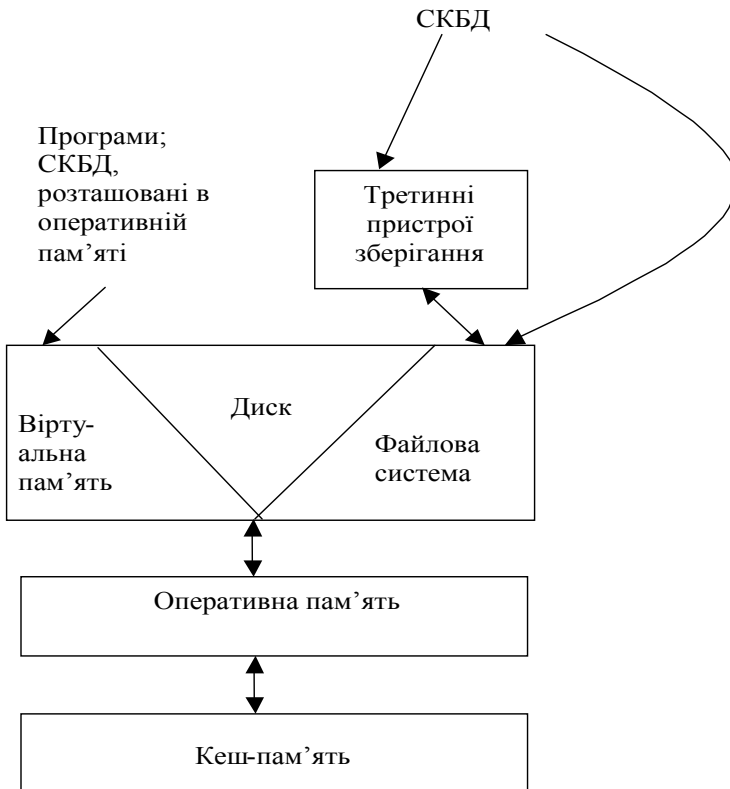 СКБД
Програми;
СКБД,
розташовані в
оперативній
пам’яті
Третинні
пристрої
зберігання
Диск
Вірту-
альна
пам’ять
Файлова
система
Оперативна пам’ять
Кеш-пам’ять